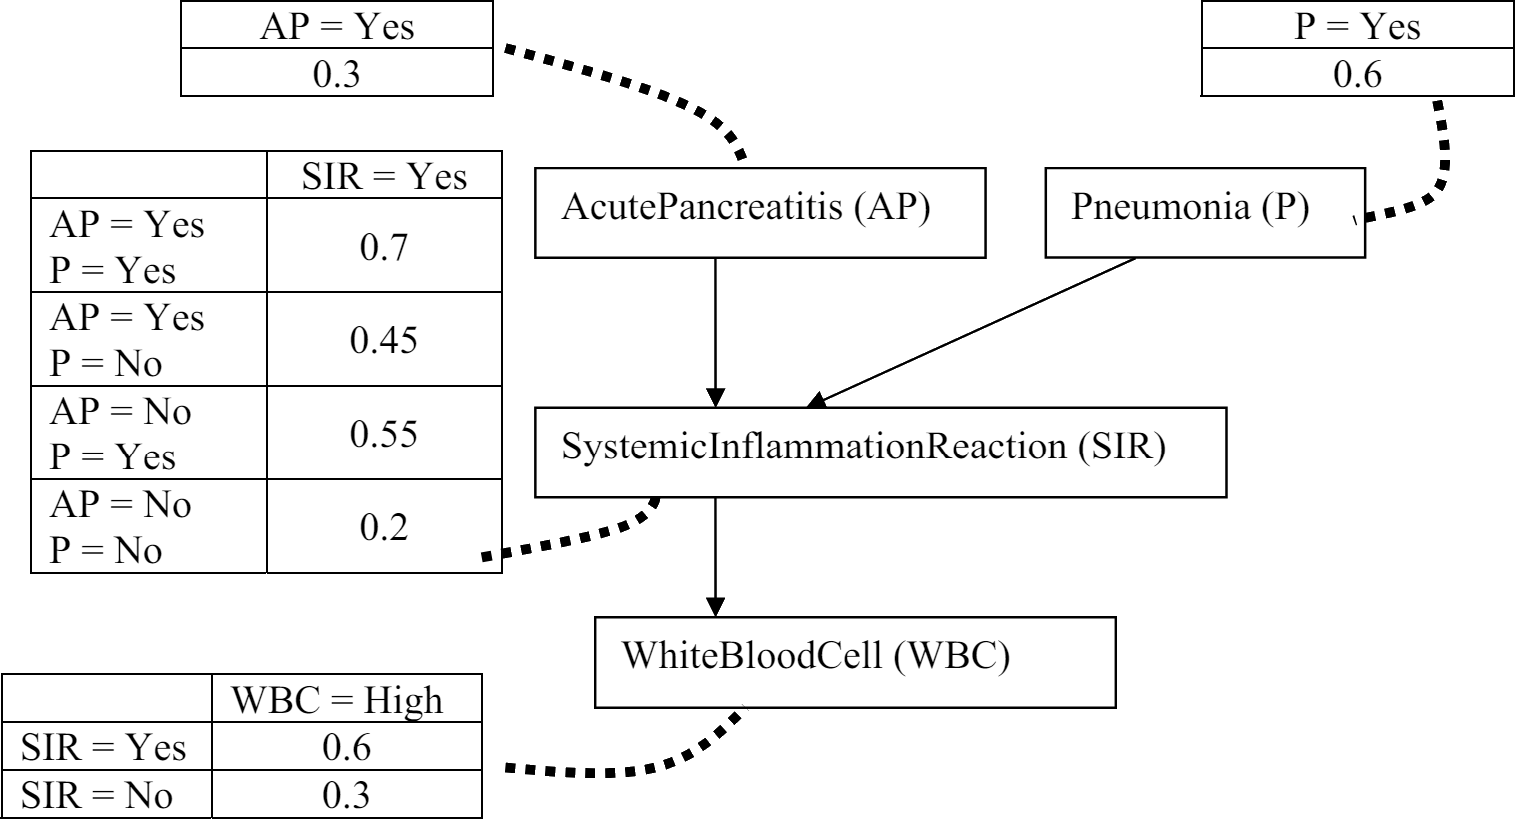 AP = Yes
0.3
P = Yes
0.6
SIR = Yes
AP = Yes
P = Yes
0.7
AP = Yes
P = No
0.45
AP = No
P = Yes
0.55
AP = No
P = No
0.2
AcutePancreatitis (AP)
Pneumonia (P)
SystemicInflammationReaction (SIR)
WhiteBloodCell (WBC)
WBC = High
SIR = Yes 0.6
SIR = No 0.3